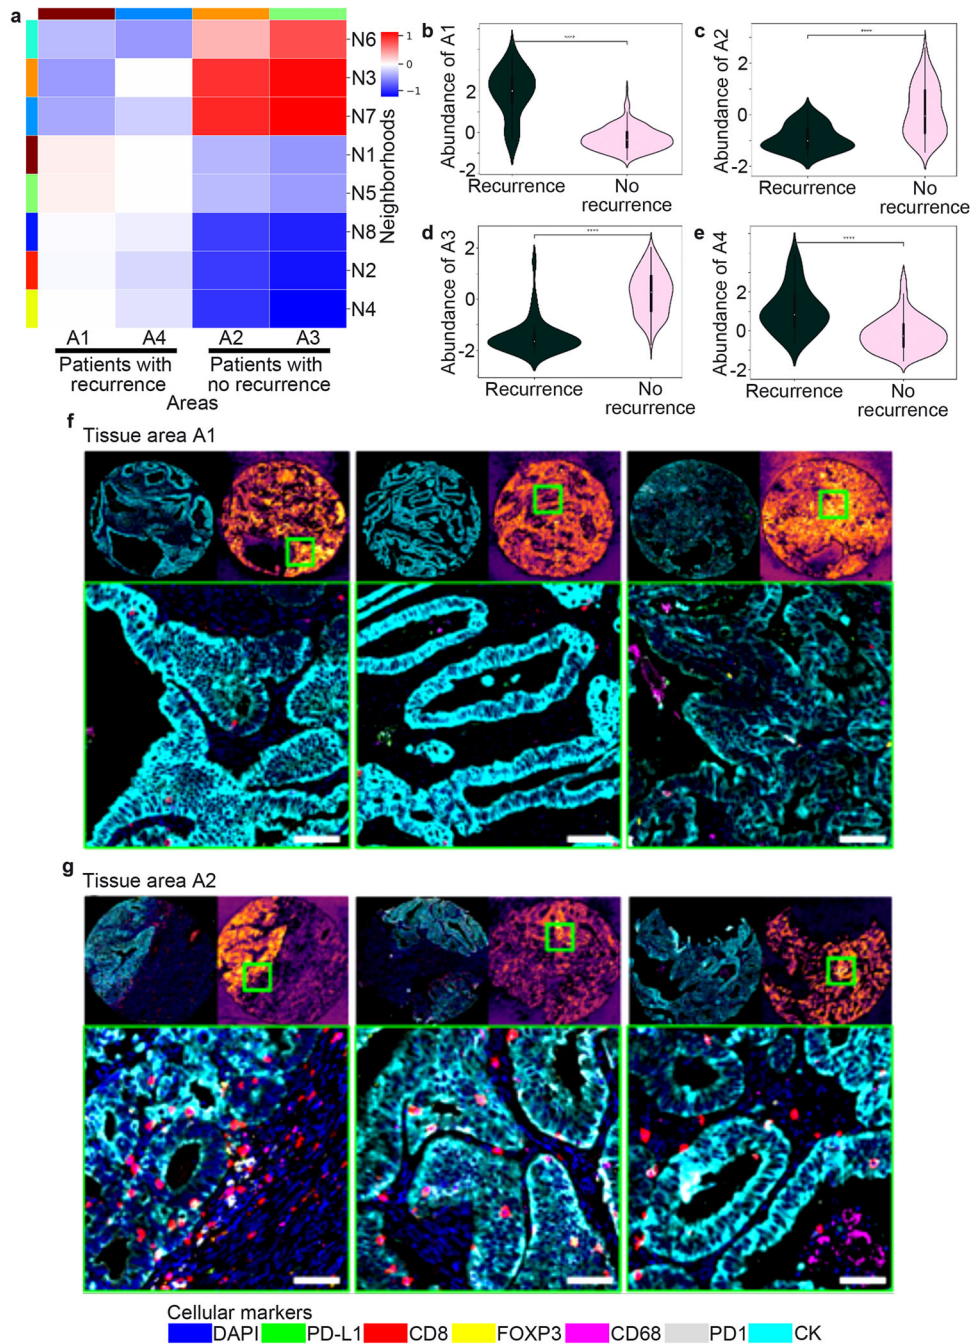 a
N6
N3
N7
N1
N5
N8
N2
N4
Neighborhoods
1
0
−1
A1 A4 A2 A3
Patients with
recurrence
Patients with
no recurrence
Areas
b
Abundance of A1
2
0
-2
****
Recurrence
No
recurrence
c
Abundance of A2
2
0
-2
****
Recurrence
No
recurrence
d
Abundance of A3
2
0
-2
****
Recurrence
No
recurrence
e
Abundance of A4
2
0
-2
****
Recurrence
No
recurrence
f
Tissue area A1
g
Tissue area A2
Cellular markers
DAPI PD-L1 CD8 FOXP3 CD68 PD1 CK